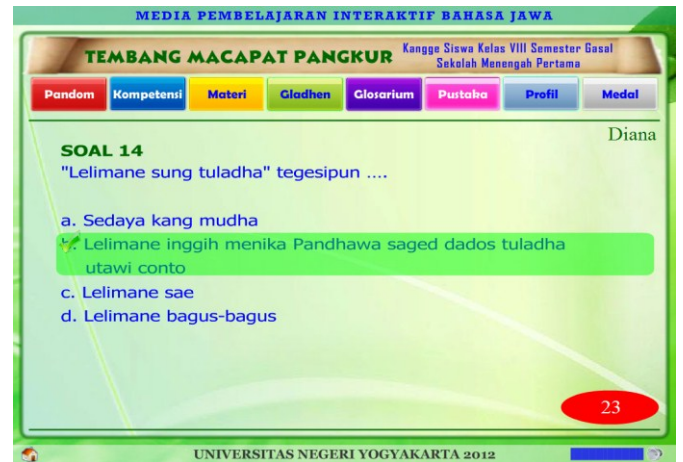 MEDIA PEMBELAJARAN INTERAKTIF BAHASA JAWA
TEMBANG MACAPAT PANGKUR
Kangge Siswa Kelas VIII Semester Gasal
Sekolah Menengah Pertama
Pandom Kompetensi Materi Gladhen Glosarium Pustaka Profil Medal
Diana
SOAL 14
"Lelimane sung tuladha" tegesipun ....
a. Sedaya kang mudha
b. Lelimane inggih menika Pandhawa saged dados tuladha
utawi conto
c. Lelimane sae
d. Lelimane bagus-bagus
23
UNIVERSITAS NEGERI YOGYAKARTA 2012